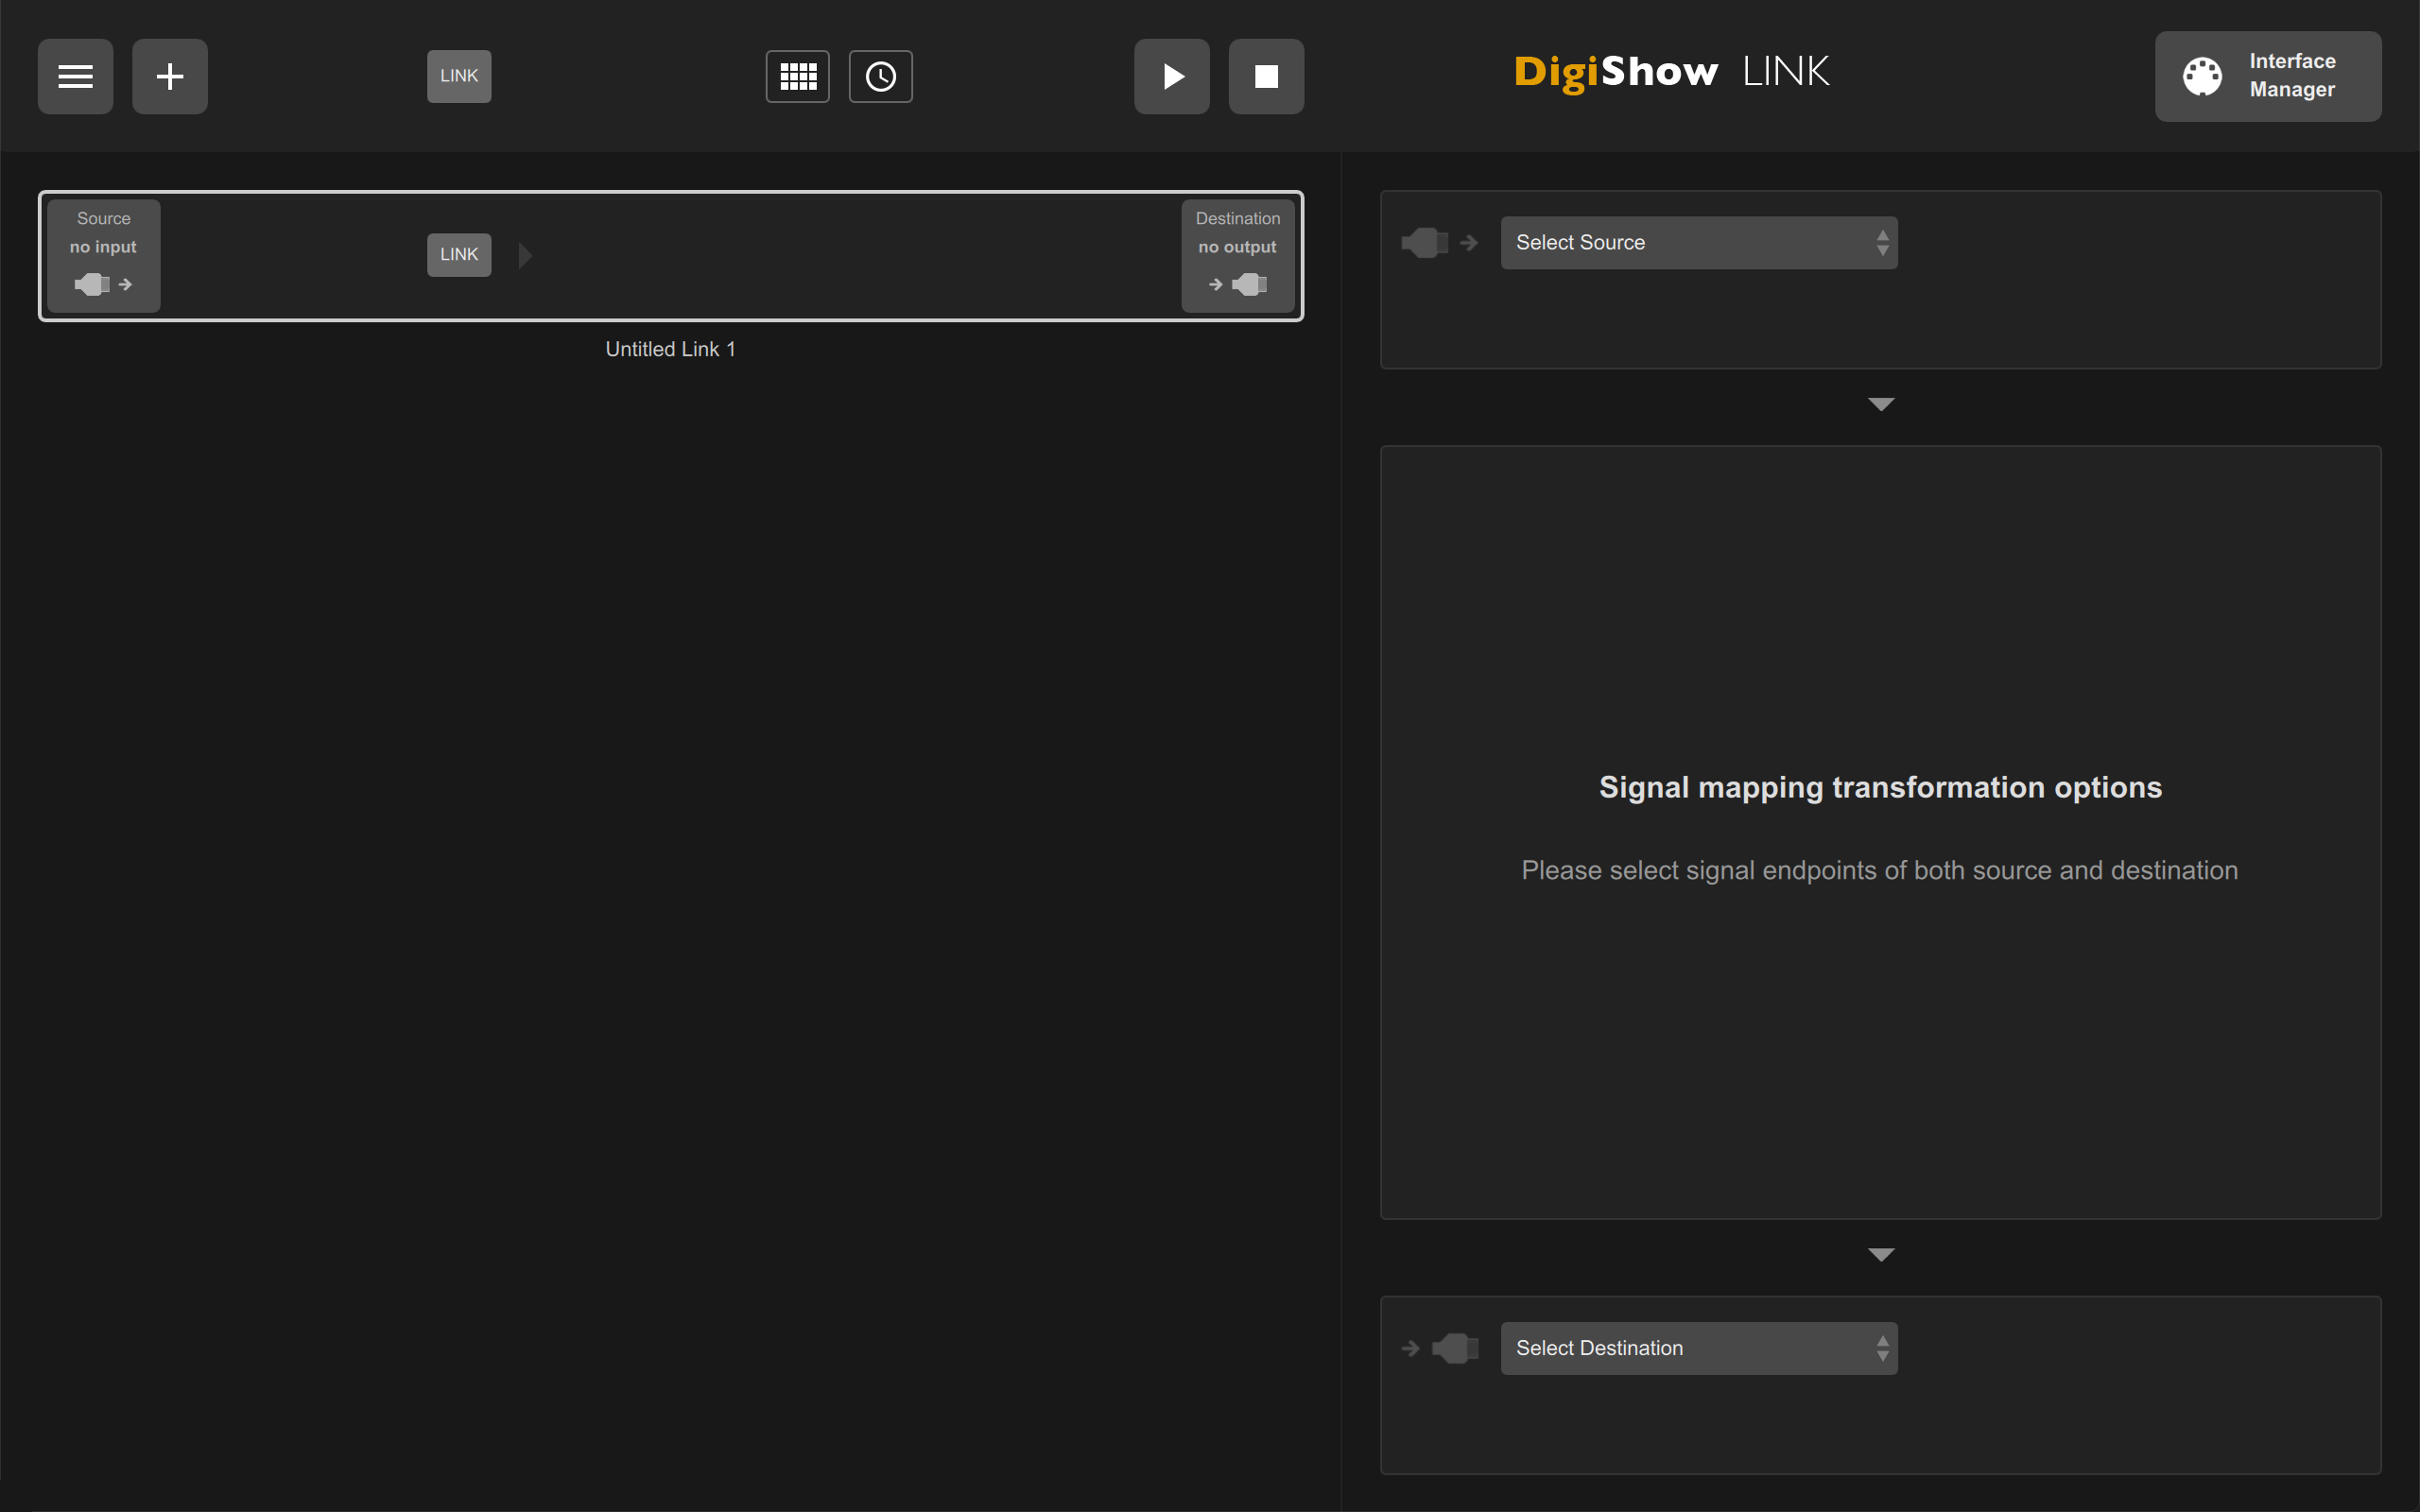 LINK
DigiShow LINK
Interface
Manager
Source
no input
LINK
Destination
no output
Untitled Link 1
Select Source
Signal mapping transformation options
Please select signal endpoints of both source and destination
Select Destination